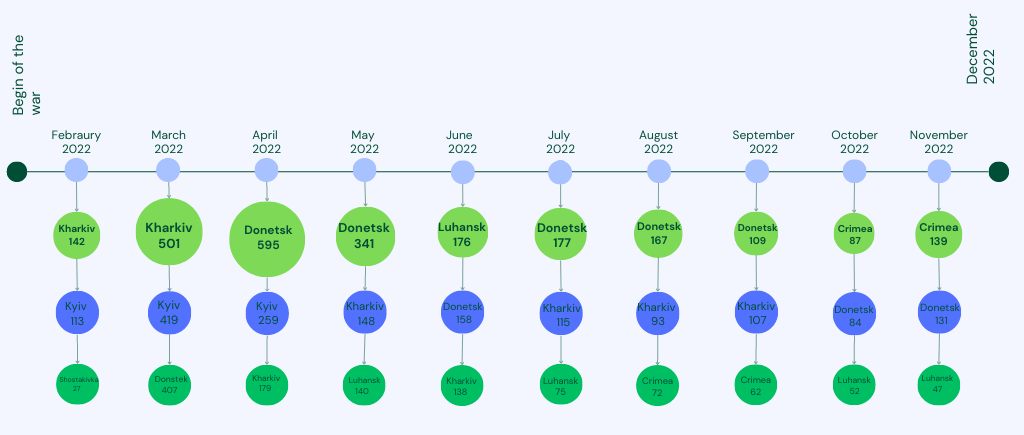 Begin of the
war
December
2022
Febraury
2022
March
2022
April
2022
May
2022
June
2022
July
2022
August
2022
September
2022
October
2022
November
2022
Kharkiv
142
Kharkiv
501
Donetsk
595
Donetsk
341
Luhansk
176
Donetsk
177
Donetsk
167
Donetsk
109
Crimea
87
Crimea
139
Kyiv
113
Kyiv
419
Kyiv
259
Kharkiv
148
Donetsk
158
Kharkiv
115
Kharkiv
93
Kharkiv
107
Donetsk
84
Donetsk
131
Shostakivka
27
Donstek
407
Kharkiv
179
Luhansk
140
Kharkiv
138
Luhansk
75
Crimea
72
Crimea
62
Luhansk
52
Luhansk
47